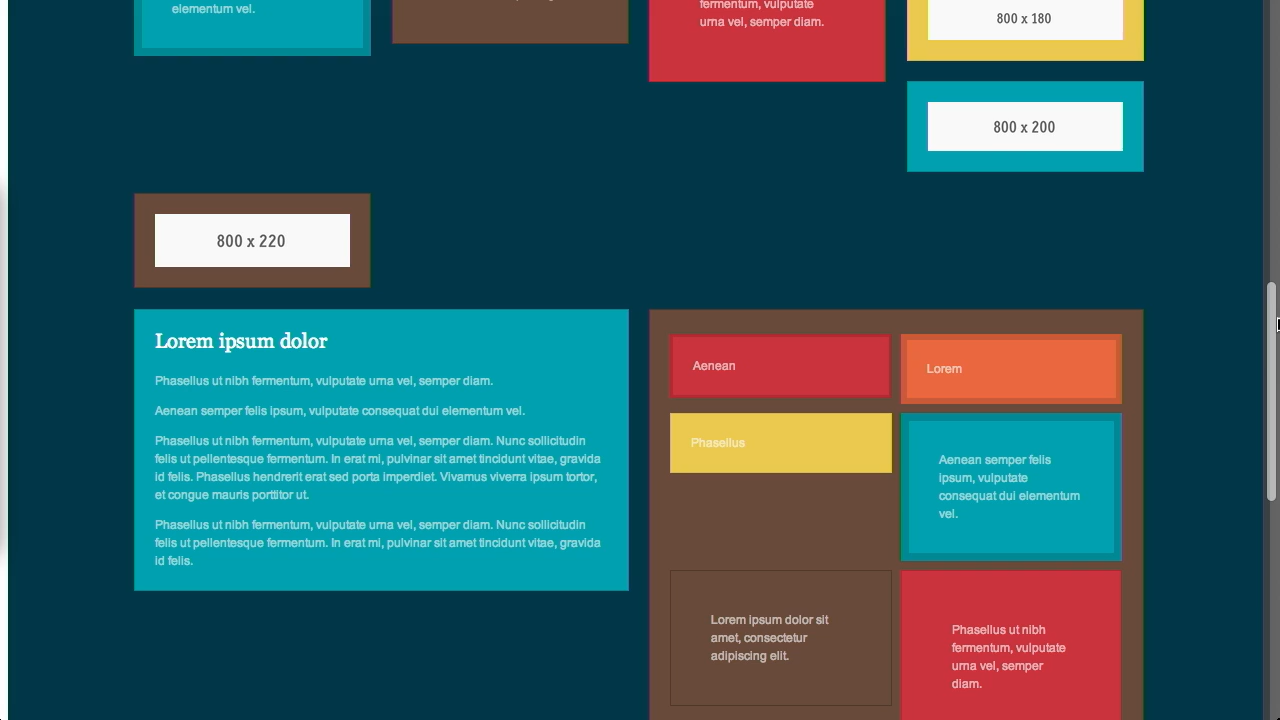 elementum vel.
fermentum, vulputate
urna vel, semper diam.
800 x 180
800 x 200
800 x 220
Lorem ipsum dolor
Phasellus ut nibh fermentum, vulputate urna vel, semper diam.
Aenean semper felis ipsum, vulputate consequat dui elementum vel.
Phasellus ut nibh fermentum, vulputate urna vel, semper diam. Nunc sollicitudin
felis ut pellentesque fermentum. In erat mi, pulvinar sit amet tincidunt vitae, gravida
id felis. Phasellus hendrerit erat sed porta imperdiet. Vivamus viverra ipsum tortor,
et congue mauris porttitor ut.
Phasellus ut nibh fermentum, vulputate urna vel, semper diam. Nunc sollicitudin
felis ut pellentesque fermentum. In erat mi, pulvinar sit amet tincidunt vitae, gravida
id felis.
Aenean
Lorem
Phasellus
Aenean semper felis
ipsum, vulputate
consequat dui elementum
vel.
Lorem ipsum dolor sit
amet, consectetur
adipiscing elit.
Phasellus ut nibh
fermentum, vulputate
urna vel, semper
diam.